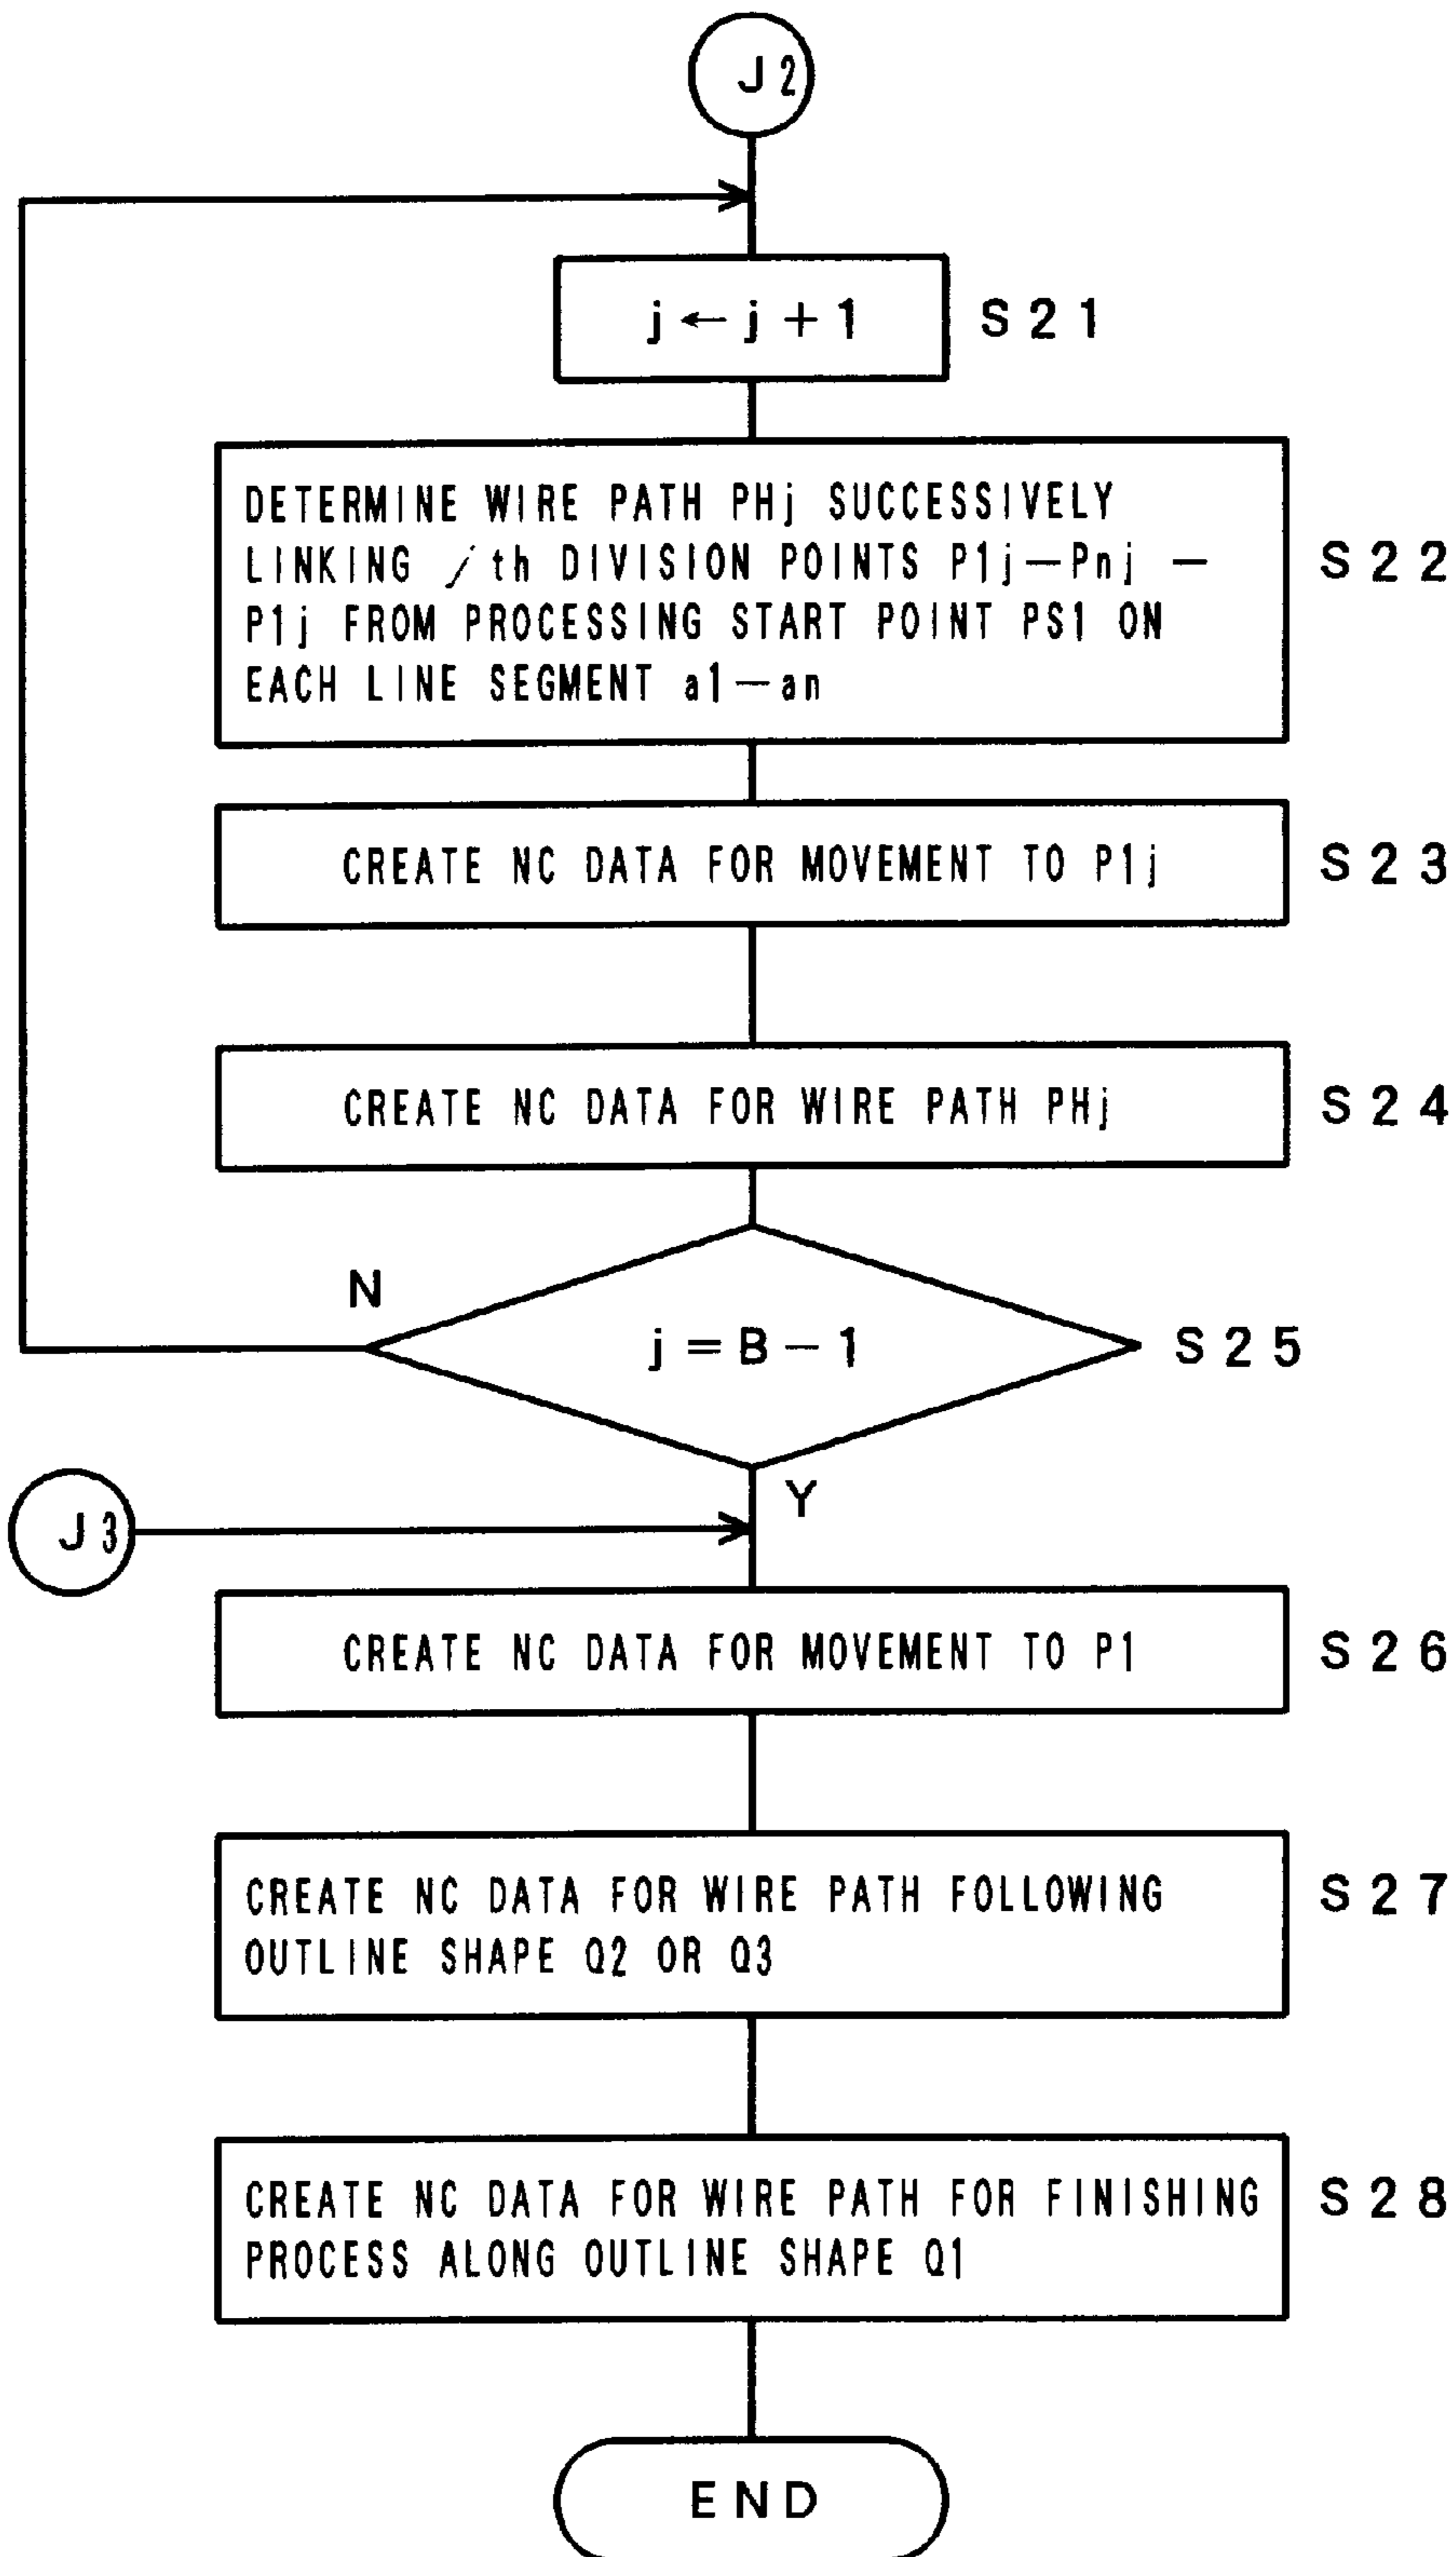 J2
j ← j + 1 S21
DETERMINE WIRE PATH PHj SUCCESSIVELY
LINKING jth DIVISION POINTS P1j—Pnj —
P1j FROM PROCESSING START POINT PS1 ON
EACH LINE SEGMENT a1—an
S22
CREATE NC DATA FOR MOVEMENT TO P1j S23
CREATE NC DATA FOR WIRE PATH PHj S24
N
j = B − 1 S25
Y
J3
CREATE NC DATA FOR MOVEMENT TO P1 S26
CREATE NC DATA FOR WIRE PATH FOLLOWING
OUTLINE SHAPE Q2 OR Q3
S27
CREATE NC DATA FOR WIRE PATH FOR FINISHING
PROCESS ALONG OUTLINE SHAPE Q1
S28
END